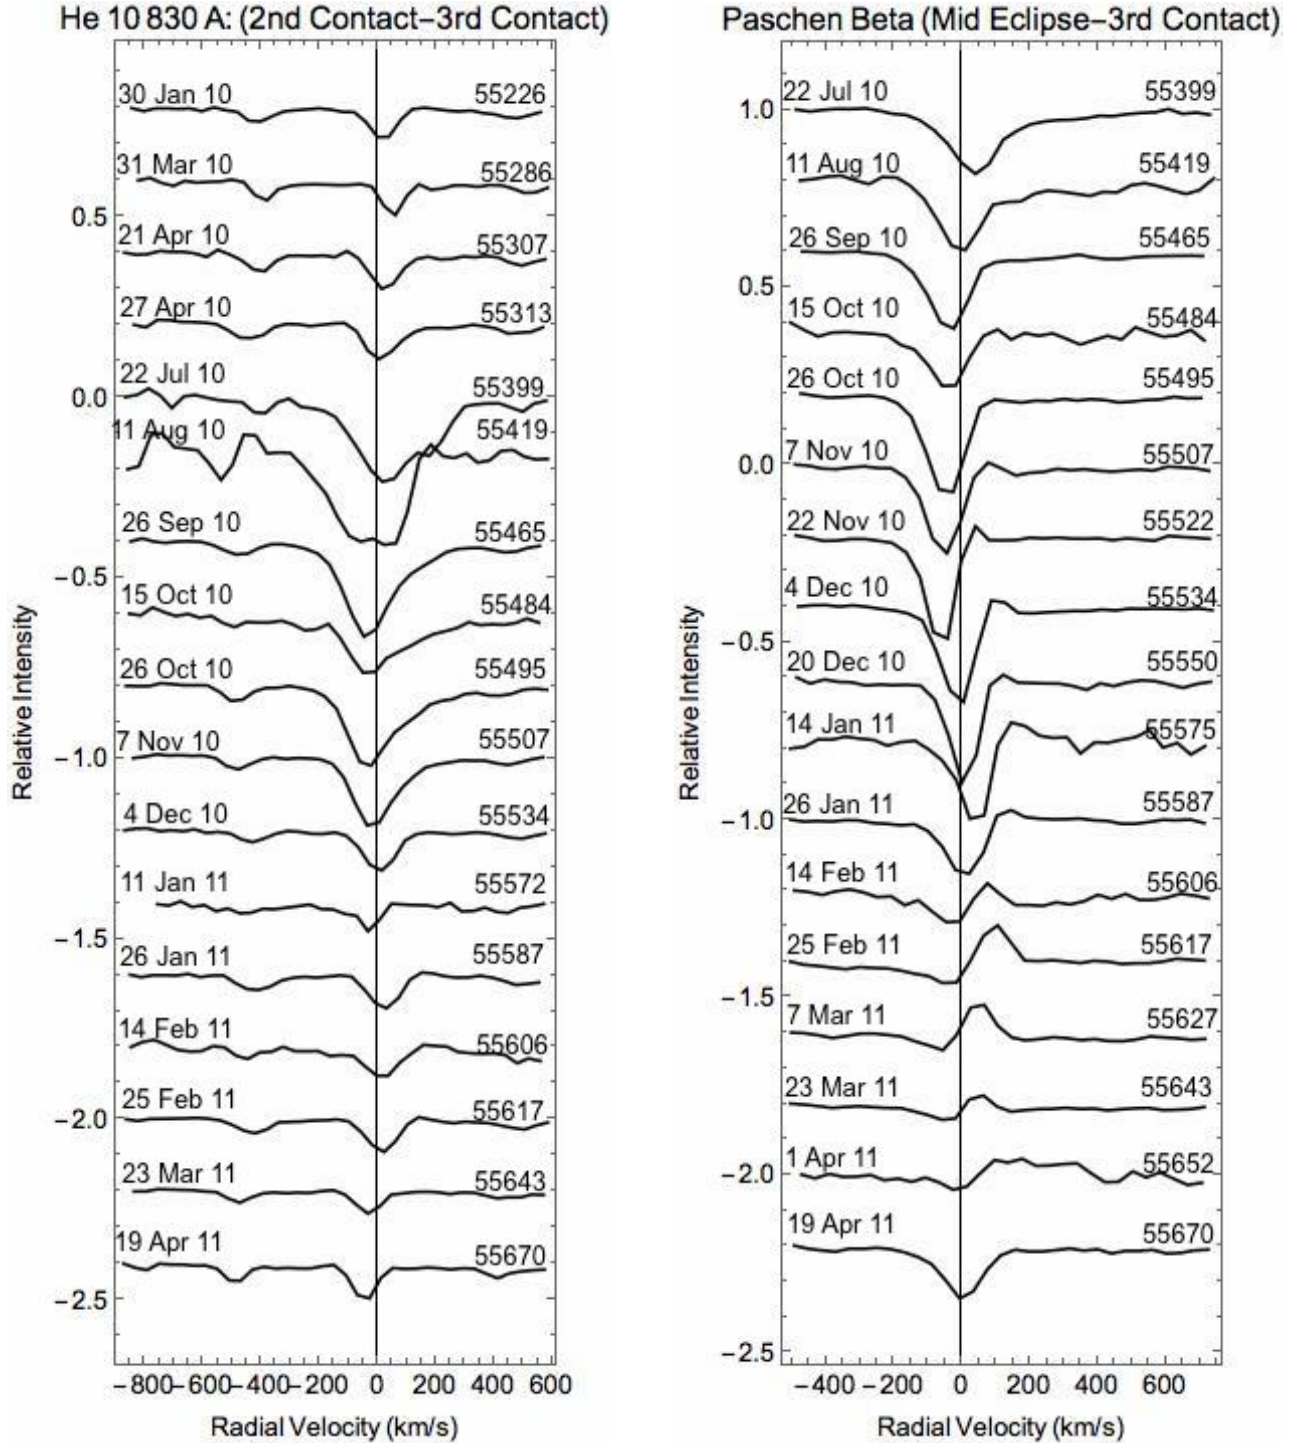 He 10 830 A: (2nd Contact–3rd Contact)
30 Jan 10 55226
31 Mar 10 55286
0.5
21 Apr 10 55307
27 Apr 10 55313
22 Jul 10 55399
0.0
11 Aug 10 55419
26 Sep 10 55465
−0.5
15 Oct 10 55484
26 Oct 10 55495
7 Nov 10 55507
−1.0
4 Dec 10 55534
11 Jan 11 55572
−1.5
26 Jan 11 55587
14 Feb 11 55606
25 Feb 11 55617
−2.0
23 Mar 11 55643
19 Apr 11 55670
−2.5
Relative Intensity
−800 −600 −400 −200 0 200 400 600
Radial Velocity (km/s)
Paschen Beta (Mid Eclipse–3rd Contact)
22 Jul 10 55399
1.0
11 Aug 10 55419
26 Sep 10 55465
0.5
15 Oct 10 55484
26 Oct 10 55495
7 Nov 10 55507
0.0
22 Nov 10 55522
4 Dec 10 55534
−0.5
20 Dec 10 55550
14 Jan 11 55575
26 Jan 11 55587
−1.0
14 Feb 11 55606
25 Feb 11 55617
−1.5
7 Mar 11 55627
23 Mar 11 55643
1 Apr 11 55652
−2.0
19 Apr 11 55670
−2.5
Relative Intensity
−400 −200 0 200 400 600
Radial Velocity (km/s)